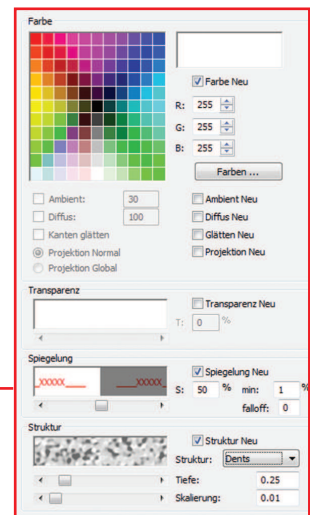 Farbe
Farbe Neu
R: 255
G: 255
B: 255
Farben ...
Ambient: 30 Ambient Neu
Diffus: 100 Diffus Neu
Kanten glätten Glätten Neu
Projektion Normal Projektion Neu
Projektion Global
Transparenz
Transparenz Neu
T: 0 %
Spiegelung
Spiegelung Neu
XXXXX XXXXX S: 50 % min: 1 %
falloff: 0
Struktur
Struktur Neu
Struktur: Dents
Tiefe: 0.25
Skalierung: 0.01